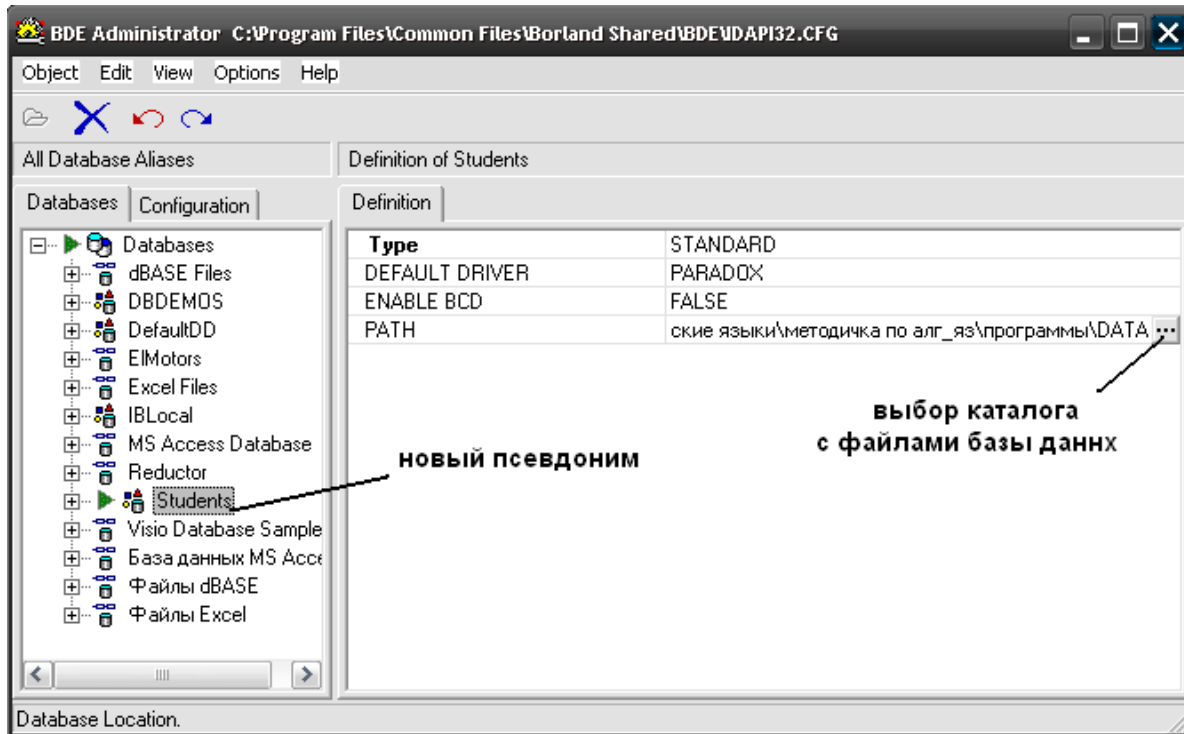 BDE Administrator C:\Program Files\Common Files\Borland Shared\BDE\IDAPI32.CFG
Object Edit View Options Help
All Database Aliases
Definition of Students
Databases Configuration
Definition
Databases
dBASE Files
DBDEMOS
DefaultDD
ElMotors
Excel Files
IBLocal
MS Access Database
Reductor
Students
Visio Database Sample
База данных MS Acce
Файлы dBASE
Файлы Excel
Type STANDARD
DEFAULT DRIVER PARADOX
ENABLE BCD FALSE
PATH ские языки\методичка по алг_яз\программы\DATA ...
новый псевдоним
выбор каталога
с файлами базы даннх
Database Location.